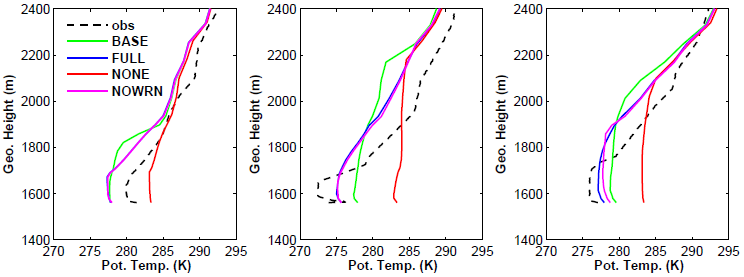 2400
2200
2000
1800
1600
1400
Geo. Height (m)
270 275 280 285 290 295
Pot. Temp. (K)
obs
BASE
FULL
NONE
NOWRN
2400
2200
2000
1800
1600
1400
Geo. Height (m)
270 275 280 285 290 295
Pot. Temp. (K)
2400
2200
2000
1800
1600
1400
Geo. Height (m)
270 275 280 285 290 295
Pot. Temp. (K)